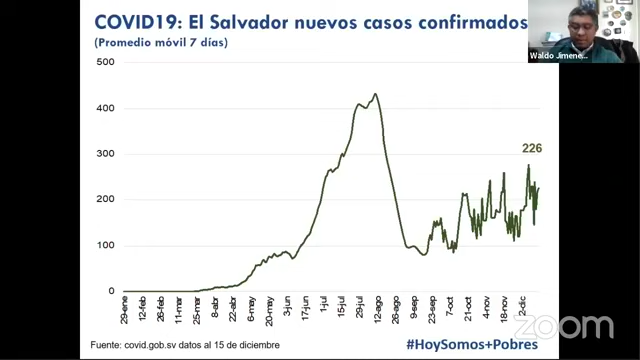 COVID19: El Salvador nuevos casos confirmados
(Promedio móvil 7 días)
Waldo Jimene...
500
400
300
200
100
0
226
29-ene
12-feb
26-feb
11-mar
25-mar
8-abr
22-abr
6-may
20-may
3-jun
17-jun
1-jul
15-jul
29-jul
12-ago
26-ago
9-sep
23-sep
7-oct
21-oct
4-nov
18-nov
2-dic
zoom
Fuente: covid.gob.sv datos al 15 de diciembre
#HoySomos+Pobres